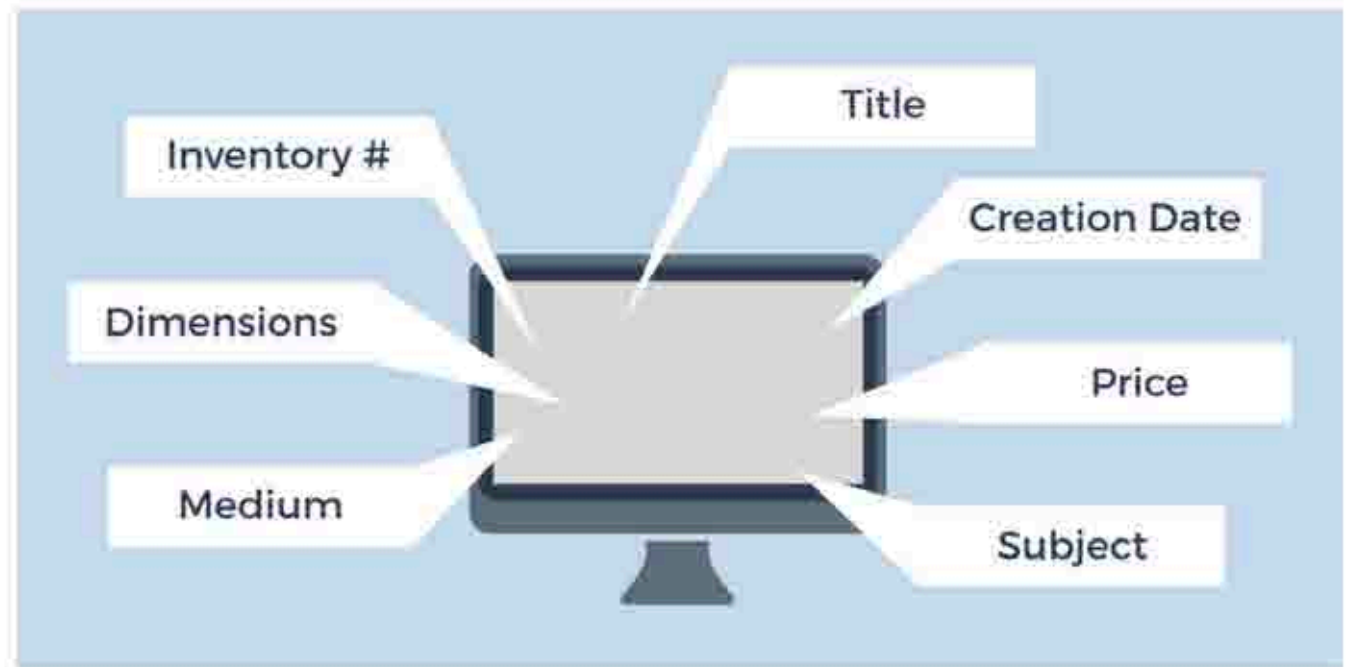 Title
Inventory #
Creation Date
Dimensions
Price
Medium
Subject